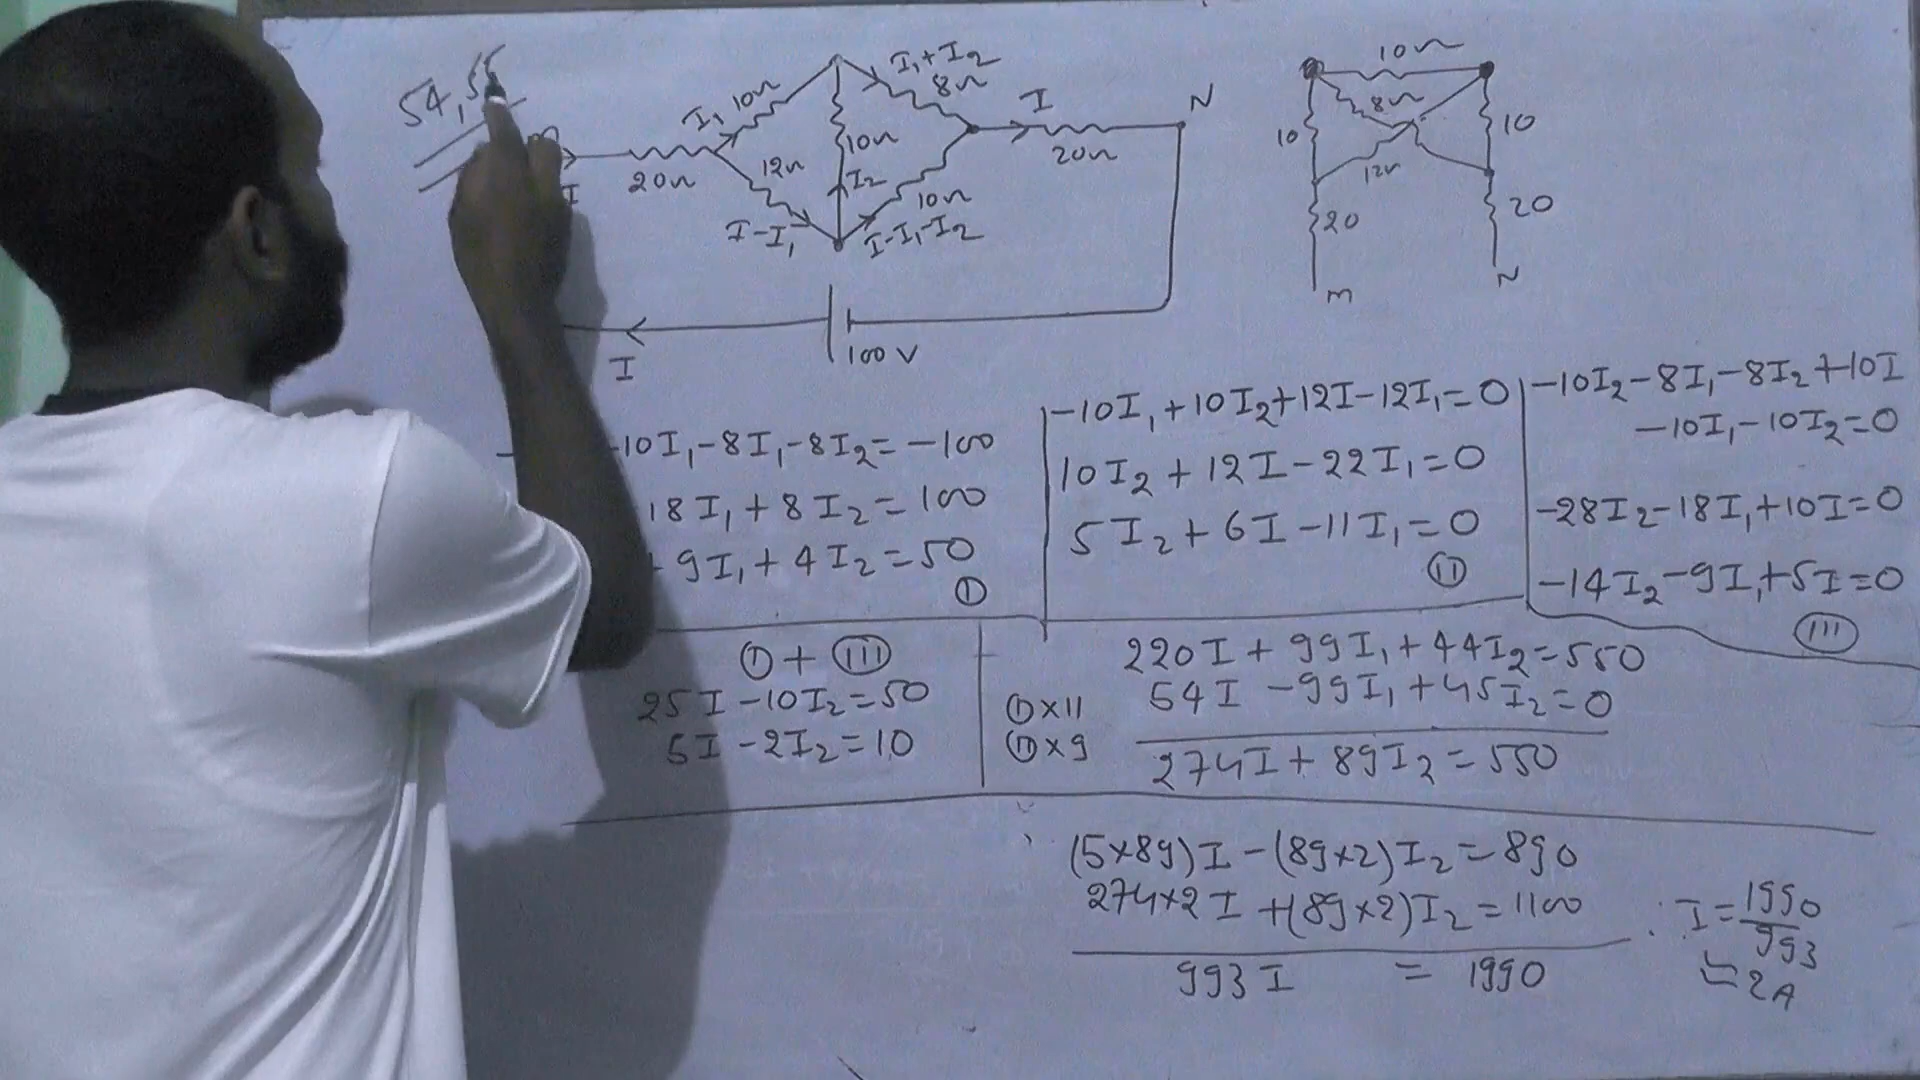 54,55
I₁ 10Ω
I₁+I₂
8Ω
I
N
10Ω
12Ω
20Ω
I
I₂
10Ω
20Ω
I-I₁
I-I₁-I₂
I
100 V
10Ω
8Ω
10
10
12Ω
20
20
m
N
10I₁-8I₁-8I₂=-100
18I₁+8I₂=100
9I₁+4I₂=50
①
-10I₁+10I₂+12I-12I₁=0
10I₂+12I-22I₁=0
5I₂+6I-11I₁=0
⑪
-10I₂-8I₁-8I₂+10I
-10I₁-10I₂=0
-28I₂-18I₁+10I=0
-14I₂-9I₁+5I=0
(III)
①+(III)
25I-10I₂=50
5I-2I₂=10
①×11
⑪×9
220I+99I₁+44I₂=550
54I-99I₁+45I₂=0
274I+89I₂=550
(5×89)I-(89×2)I₂=890
274×2I+(89×2)I₂=1100
993I = 1990
∴ I=1990/993
≃2A